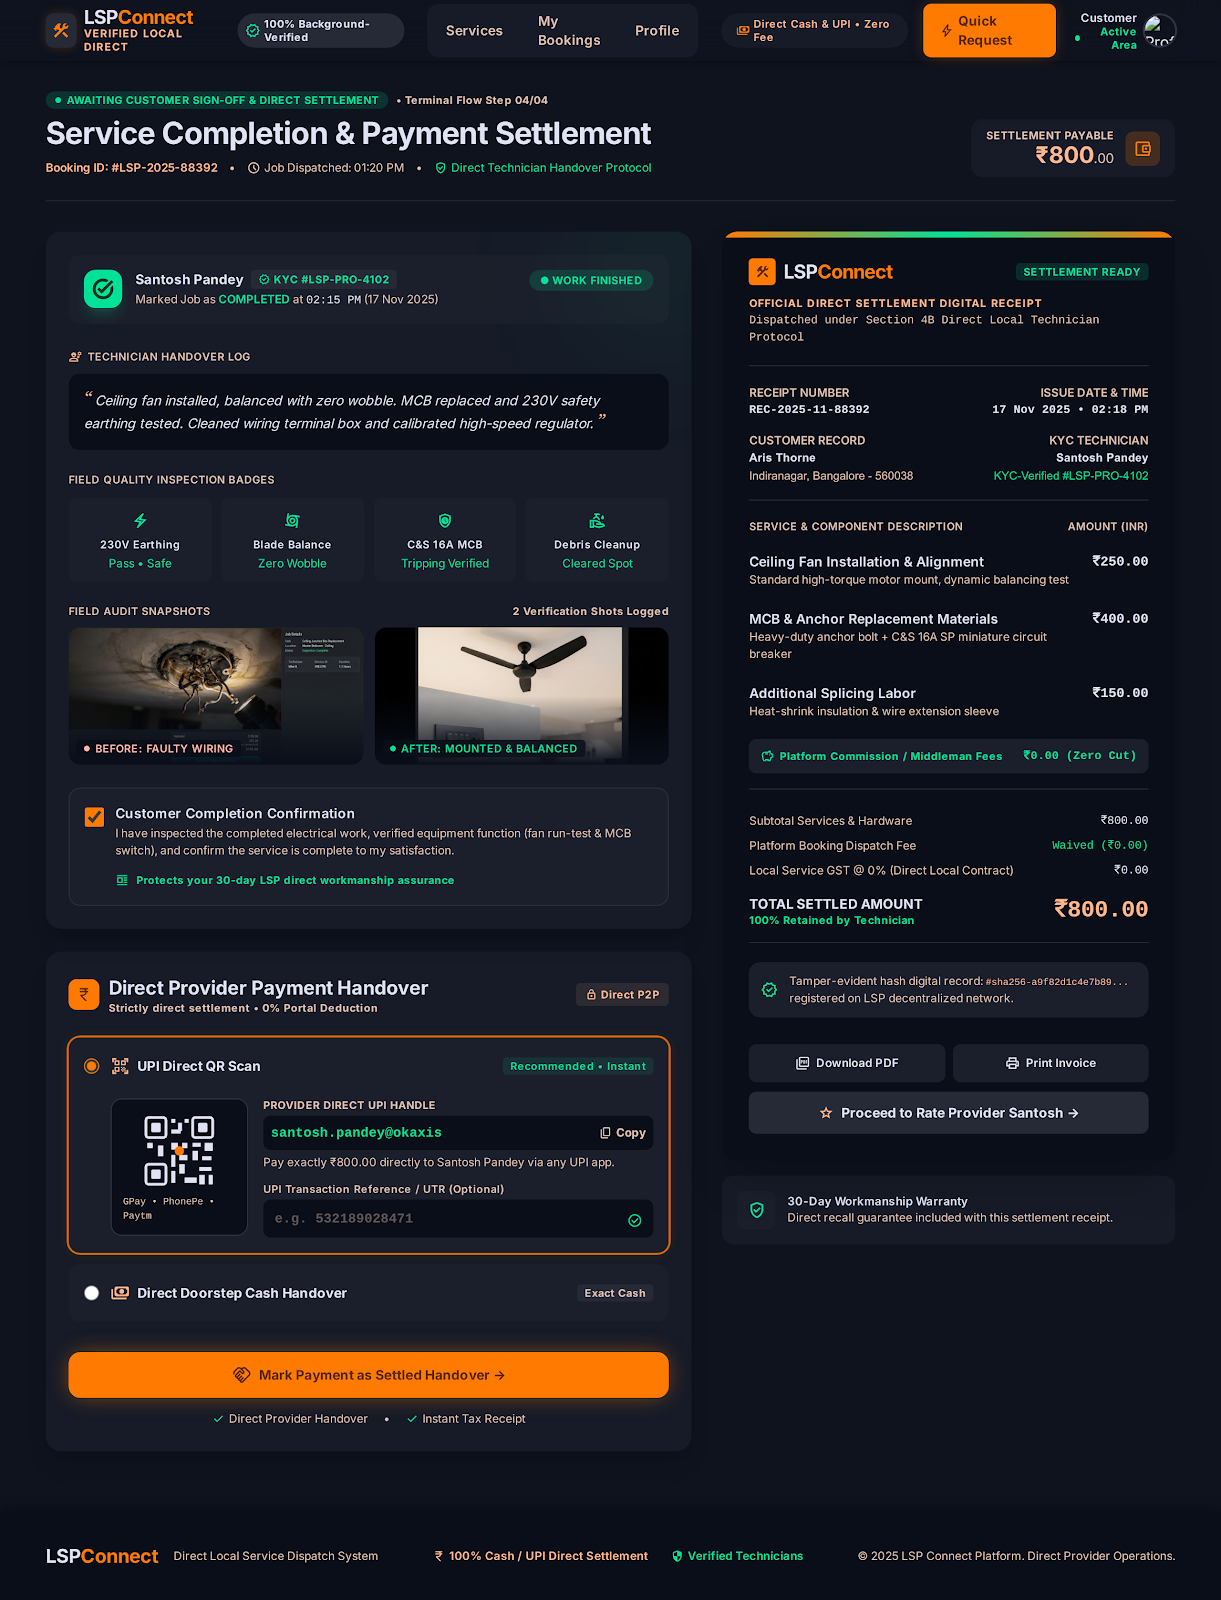 LSPConnect
VERIFIED LOCAL
DIRECT
100% Background-
Verified
Services
My
Bookings
Profile
Direct Cash & UPI • Zero
Fee
Quick
Request
Customer
Active
Area
AWAITING CUSTOMER SIGN-OFF & DIRECT SETTLEMENT
• Terminal Flow Step 04/04
Service Completion & Payment Settlement
Booking ID: #LSP-2025-88392 • Job Dispatched: 01:20 PM • Direct Technician Handover Protocol
SETTLEMENT PAYABLE
₹800.00
Santosh Pandey
KYC #LSP-PRO-4102
Marked Job as COMPLETED at 02:15 PM (17 Nov 2025)
WORK FINISHED
TECHNICIAN HANDOVER LOG
“ Ceiling fan installed, balanced with zero wobble. MCB replaced and 230V safety
earthing tested. Cleaned wiring terminal box and calibrated high-speed regulator. ”
FIELD QUALITY INSPECTION BADGES
230V Earthing
Pass • Safe
Blade Balance
Zero Wobble
C&S 16A MCB
Tripping Verified
Debris Cleanup
Cleared Spot
FIELD AUDIT SNAPSHOTS
2 Verification Shots Logged
BEFORE: FAULTY WIRING
AFTER: MOUNTED & BALANCED
Customer Completion Confirmation
I have inspected the completed electrical work, verified equipment function (fan run-test & MCB
switch), and confirm the service is complete to my satisfaction.
Protects your 30-day LSP direct workmanship assurance
₹
Direct Provider Payment Handover
Strictly direct settlement • 0% Portal Deduction
Direct P2P
UPI Direct QR Scan
Recommended • Instant
GPay • PhonePe •
Paytm
PROVIDER DIRECT UPI HANDLE
santosh.pandey@okaxis
Copy
Pay exactly ₹800.00 directly to Santosh Pandey via any UPI app.
UPI Transaction Reference / UTR (Optional)
e.g. 532189028471
Direct Doorstep Cash Handover
Exact Cash
Mark Payment as Settled Handover →
Direct Provider Handover • Instant Tax Receipt
LSPConnect
SETTLEMENT READY
OFFICIAL DIRECT SETTLEMENT DIGITAL RECEIPT
Dispatched under Section 4B Direct Local Technician
Protocol
RECEIPT NUMBER
REC-2025-11-88392
ISSUE DATE & TIME
17 Nov 2025 • 02:18 PM
CUSTOMER RECORD
Aris Thorne
Indiranagar, Bangalore - 560038
KYC TECHNICIAN
Santosh Pandey
KYC-Verified #LSP-PRO-4102
SERVICE & COMPONENT DESCRIPTION
AMOUNT (INR)
Ceiling Fan Installation & Alignment
₹250.00
Standard high-torque motor mount, dynamic balancing test
MCB & Anchor Replacement Materials
₹400.00
Heavy-duty anchor bolt + C&S 16A SP miniature circuit
breaker
Additional Splicing Labor
₹150.00
Heat-shrink insulation & wire extension sleeve
Platform Commission / Middleman Fees
₹0.00 (Zero Cut)
Subtotal Services & Hardware
₹800.00
Platform Booking Dispatch Fee
Waived (₹0.00)
Local Service GST @ 0% (Direct Local Contract)
₹0.00
TOTAL SETTLED AMOUNT
100% Retained by Technician
₹800.00
Tamper-evident hash digital record: #sha256-a9f82d1c4e7b89...
registered on LSP decentralized network.
Download PDF
Print Invoice
Proceed to Rate Provider Santosh →
30-Day Workmanship Warranty
Direct recall guarantee included with this settlement receipt.
LSPConnect
Direct Local Service Dispatch System
₹ 100% Cash / UPI Direct Settlement
Verified Technicians
© 2025 LSP Connect Platform. Direct Provider Operations.